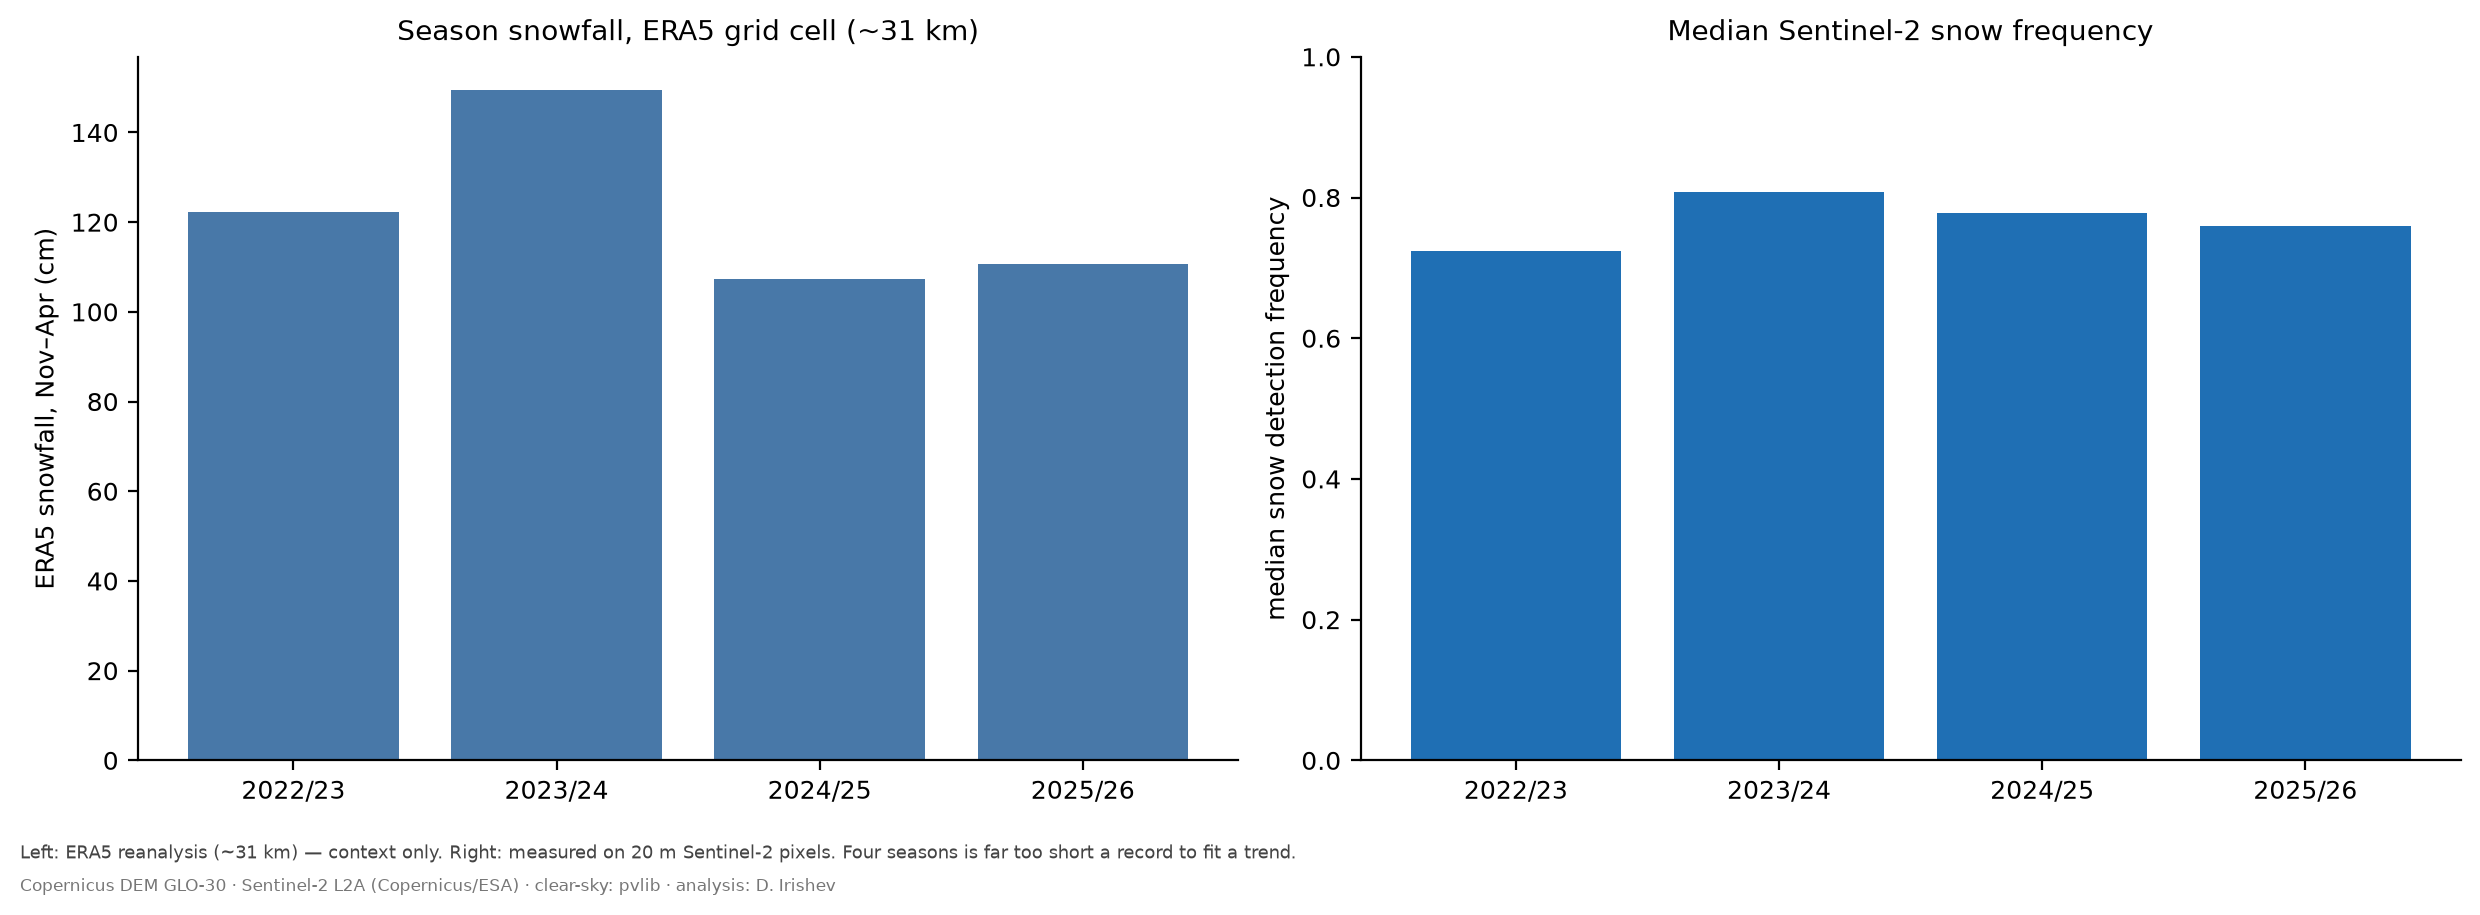 Season snowfall, ERA5 grid cell (~31 km)
ERA5 snowfall, Nov–Apr (cm)
140
120
100
80
60
40
20
0
2022/23 2023/24 2024/25 2025/26
Median Sentinel-2 snow frequency
median snow detection frequency
1.0
0.8
0.6
0.4
0.2
0.0
2022/23 2023/24 2024/25 2025/26
Left: ERA5 reanalysis (~31 km) — context only. Right: measured on 20 m Sentinel-2 pixels. Four seasons is far too short a record to fit a trend.
Copernicus DEM GLO-30 · Sentinel-2 L2A (Copernicus/ESA) · clear-sky: pvlib · analysis: D. Irishev